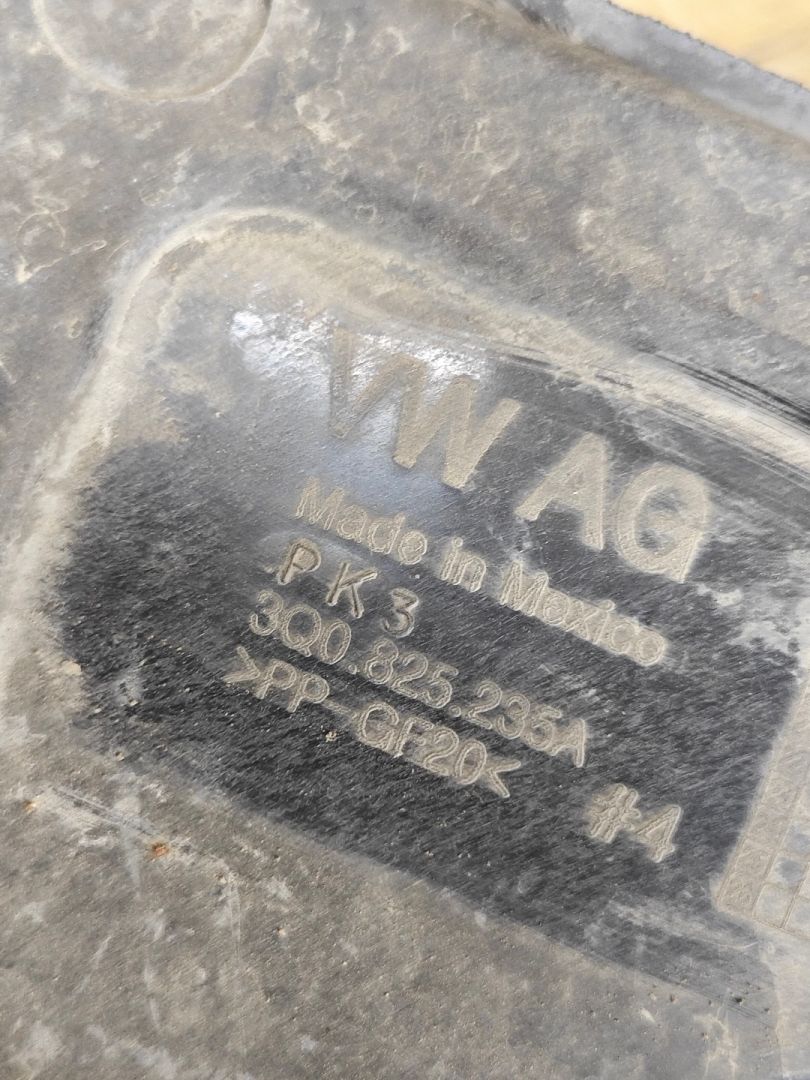 VW AG
Made in Mexico
PK3
3Q0.825.235A
>PP-GF20<
#4